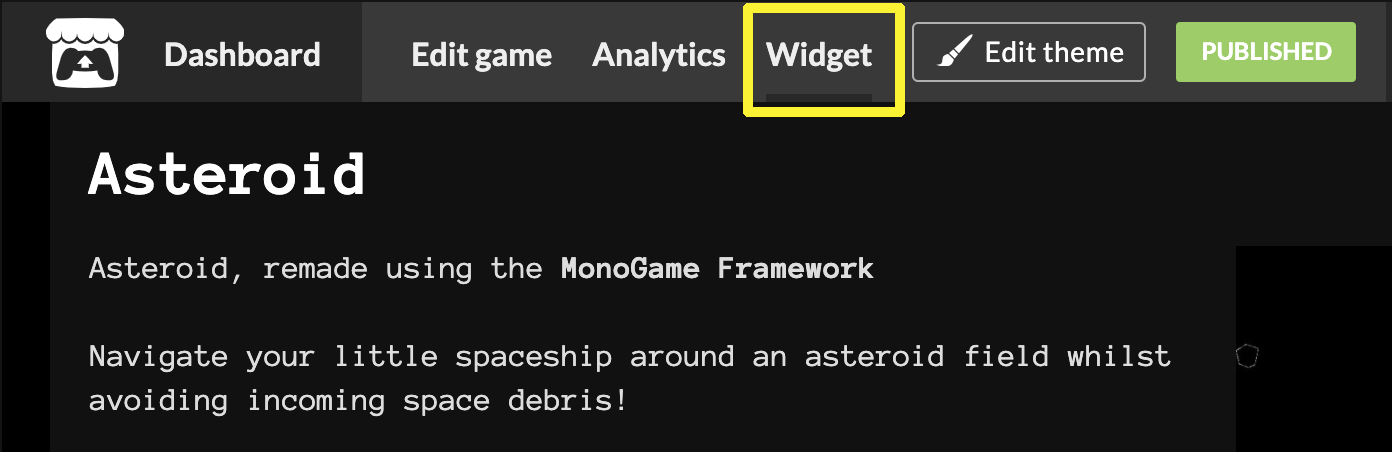 Dashboard Edit game Analytics Widget Edit theme PUBLISHED
Asteroid
Asteroid, remade using the MonoGame Framework
Navigate your little spaceship around an asteroid field whilst
avoiding incoming space debris!